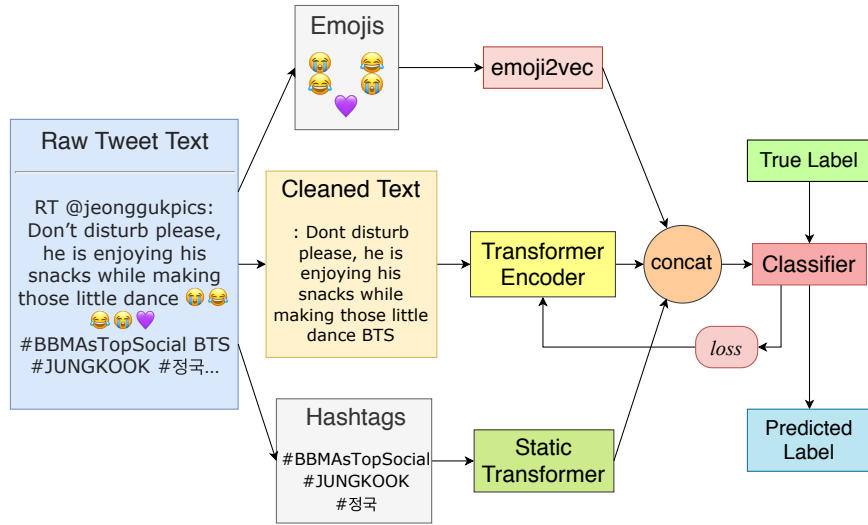 Raw Tweet Text
RT @jeonggukpics:
Don’t disturb please,
he is enjoying his
snacks while making
those little dance 😭😂
😂😭💜
#BBMAsTopSocial BTS
#JUNGKOOK #정국...
Emojis
😭 😂
😂 😭
💜
emoji2vec
Cleaned Text
: Dont disturb
please, he is
enjoying his
snacks while
making those little
dance BTS
Transformer
Encoder
Hashtags
#BBMAsTopSocial
#JUNGKOOK
#정국
Static
Transformer
concat
True Label
Classifier
loss
Predicted
Label